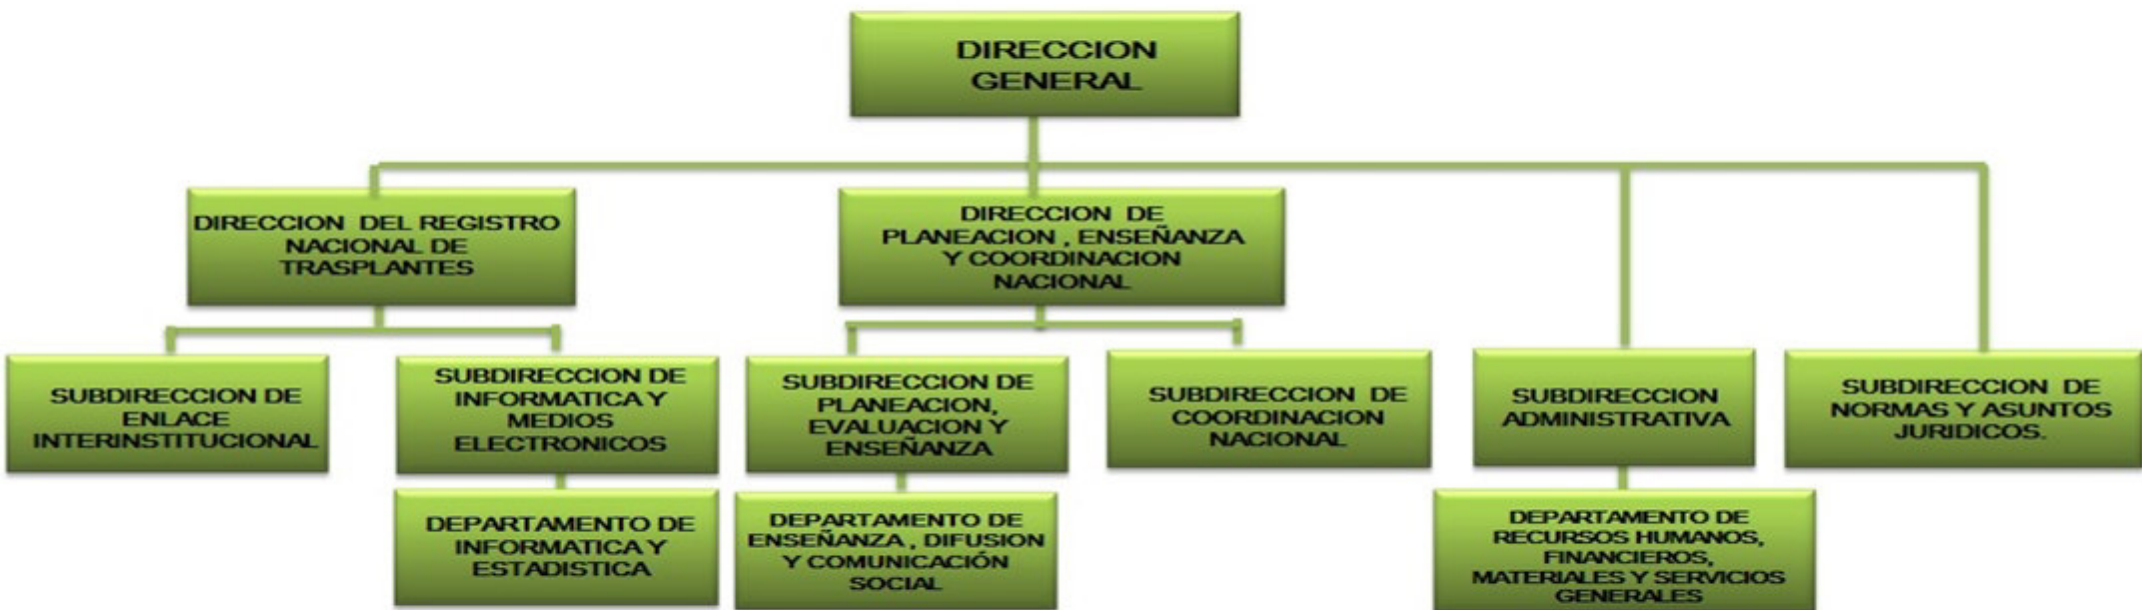 DIRECCION
GENERAL
DIRECCION DEL REGISTRO
NACIONAL DE
TRASPLANTES
DIRECCION DE
PLANEACION , ENSEÑANZA
Y COORDINACION
NACIONAL
SUBDIRECCION DE
ENLACE
INTERINSTITUCIONAL
SUBDIRECCION DE
INFORMATICA Y
MEDIOS
ELECTRONICOS
SUBDIRECCION DE
PLANEACION,
EVALUACION Y
ENSEÑANZA
SUBDIRECCION DE
COORDINACION
NACIONAL
SUBDIRECCION
ADMINISTRATIVA
SUBDIRECCION DE
NORMAS Y ASUNTOS
JURIDICOS.
DEPARTAMENTO DE
INFORMATICA Y
ESTADISTICA
DEPARTAMENTO DE
ENSEÑANZA , DIFUSION
Y COMUNICACIÓN
SOCIAL
DEPARTAMENTO DE
RECURSOS HUMANOS,
FINANCIEROS,
MATERIALES Y SERVICIOS
GENERALES